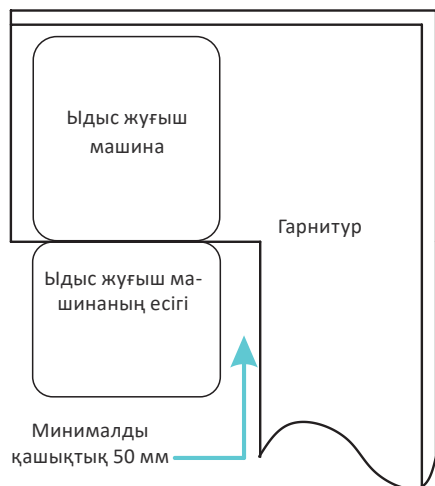 Ыдыс жуғыш
машина
Гарнитур
Ыдыс жуғыш ма-
шинаның есігі
Минималды
қашықтық 50 мм